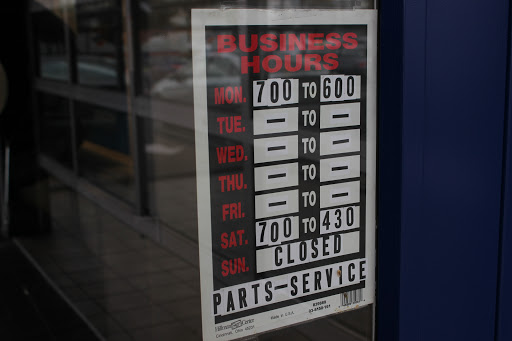 BUSINESS
HOURS
MON. 700 TO 600
TUE. – TO –
WED. – TO –
THU. – TO –
FRI. – TO –
SAT. 700 TO 430
SUN. CLOSED
PARTS–SERVICE